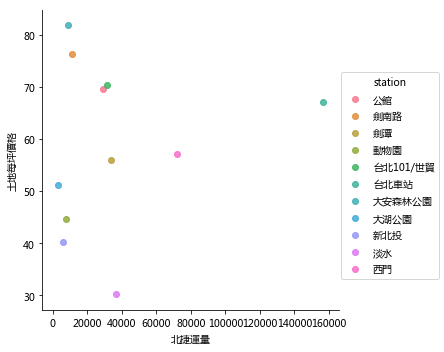 80
70
60
50
40
30
土地每坪價格
0
20000
40000
60000
80000
100000
120000
140000
160000
北捷運量
station
公館
劍南路
劍潭
動物園
台北101/世貿
台北車站
大安森林公園
大湖公園
新北投
淡水
西門